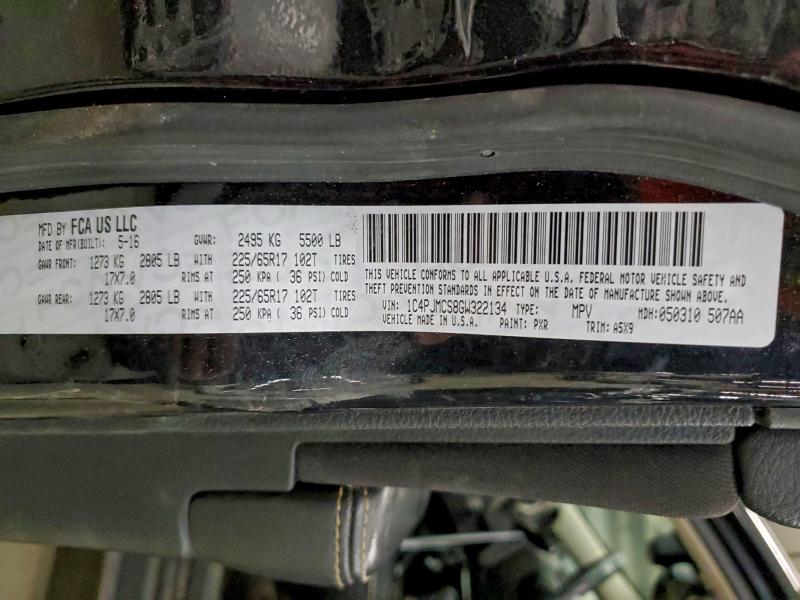 MFD BY FCA US LLC
DATE OF MFR(BUILT): 5-16 GVWR: 2495 KG 5500 LB
GAWR FRONT: 1273 KG 2805 LB WITH 225/65R17 102T TIRES
17X7.0 RIMS AT 250 KPA ( 36 PSI) COLD
GAWR REAR: 1273 KG 2805 LB WITH 225/65R17 102T TIRES
17X7.0 RIMS AT 250 KPA ( 36 PSI) COLD
THIS VEHICLE CONFORMS TO ALL APPLICABLE U.S.A. FEDERAL MOTOR VEHICLE SAFETY AND
THEFT PREVENTION STANDARDS IN EFFECT ON THE DATE OF MANUFACTURE SHOWN ABOVE.
VIN: 1C4PJMCS8GW322134 TYPE: MPV MDH:050310 507AA
VEHICLE MADE IN U.S.A. PAINT: PXR TRIM: A5X9